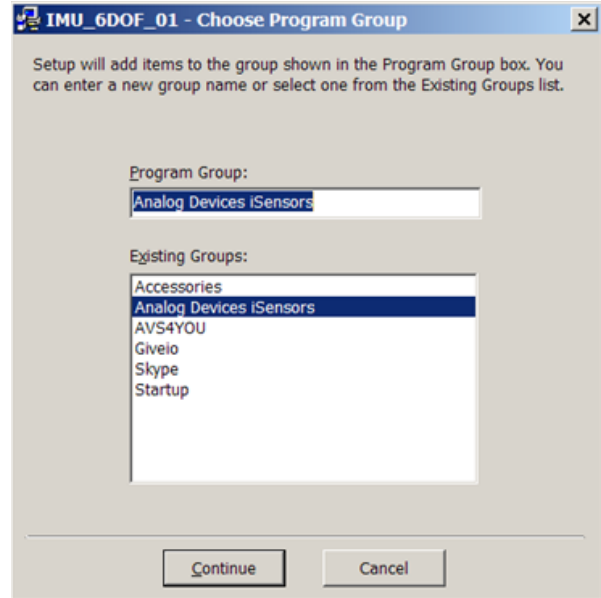 IMU_6DOF_01 - Choose Program Group
Setup will add items to the group shown in the Program Group box. You
can enter a new group name or select one from the Existing Groups list.
Program Group:
Analog Devices iSensors
Existing Groups:
Accessories
Analog Devices iSensors
AVS4YOU
Giveio
Skype
Startup
Continue
Cancel